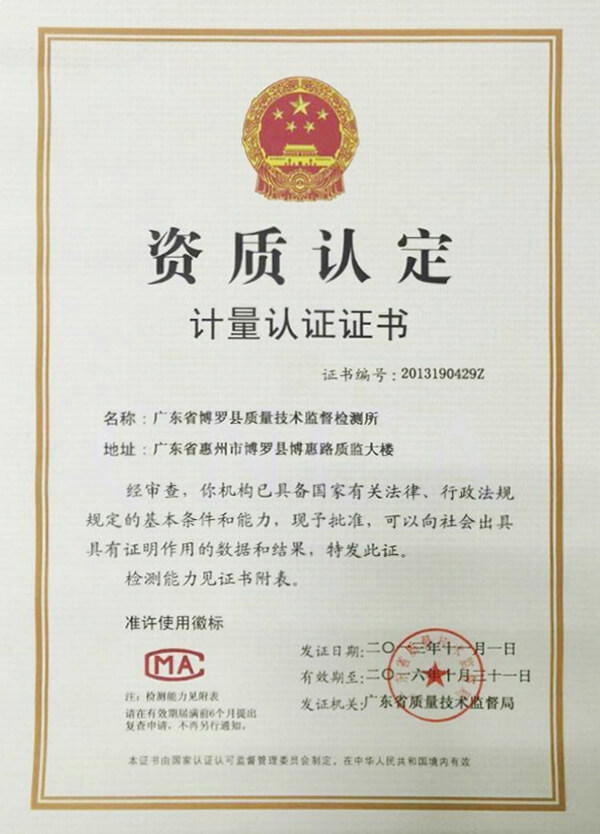 资质认定
计量认证证书
证书编号：2013190429Z
名称：广东省博罗县质量技术监督检测所
地址：广东省惠州市博罗县博惠路质监大楼
经审查，你机构已具备国家有关法律、行政法规
规定的基本条件和能力，现予批准，可以向社会出具
具有证明作用的数据和结果，特发此证。
检测能力见证书附表。
准许使用徽标
CMA
注：检测能力见附表
请在有效期届满前6个月提出
复查申请，不再另行通知。
发证日期：二〇一三年十一月一日
有效期至：二〇一六年十月三十一日
发证机关：广东省质量技术监督局
本证书由国家认证认可监督管理委员会制定，在中华人民共和国境内有效